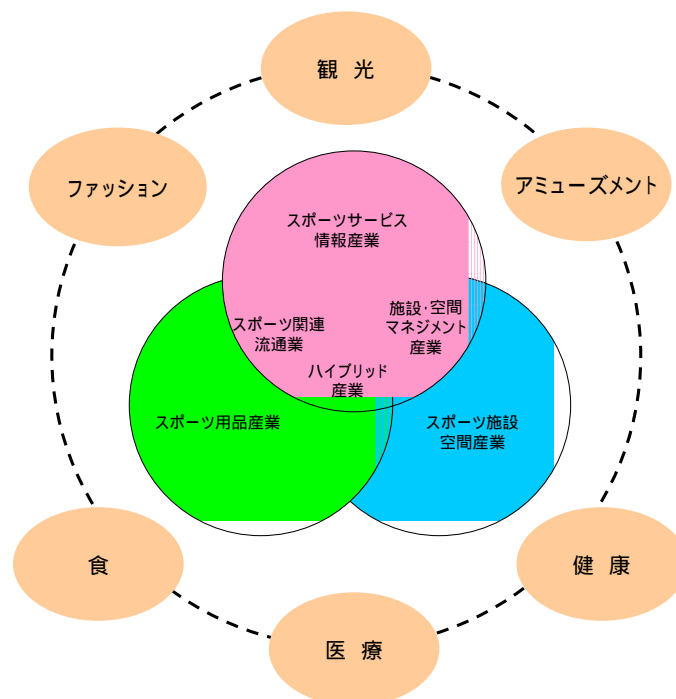 観 光
ファッション
アミューズメント
スポーツサービス
情報産業
スポーツ関連
流通業
施設・空間
マネジメント
産業
ハイブリッド
産業
スポーツ用品産業
スポーツ施設
空間産業
食
健 康
医 療